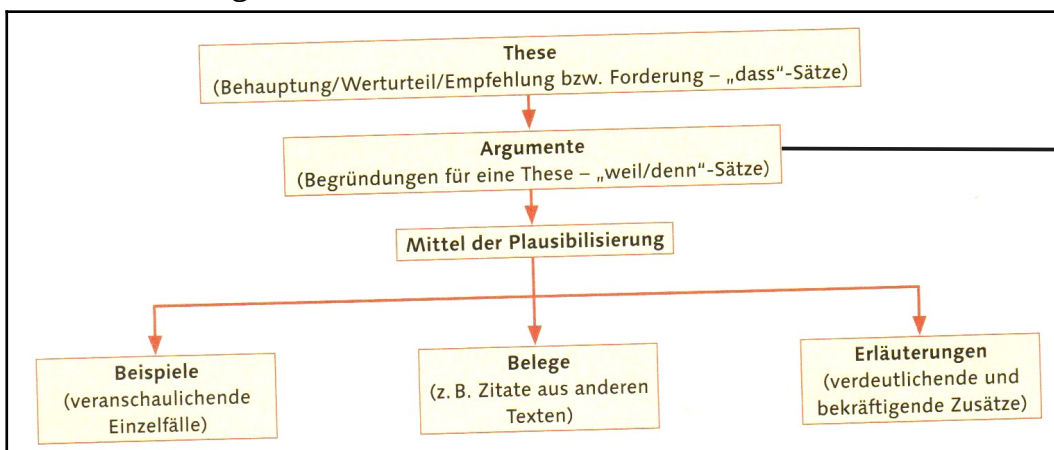 These
(Behauptung/Werturteil/Empfehlung bzw. Forderung – „dass“-Sätze)
Argumente
(Begründungen für eine These – „weil/denn“-Sätze)
Mittel der Plausibilisierung
Beispiele
(veranschaulichende
Einzelfälle)
Belege
(z. B. Zitate aus anderen
Texten)
Erläuterungen
(verdeutlichende und
bekräftigende Zusätze)